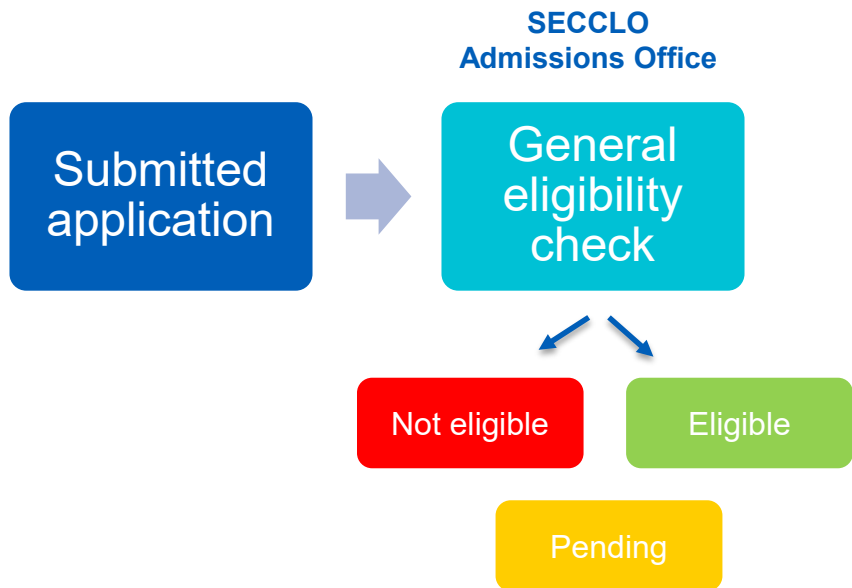 SECCLO
Admissions Office
Submitted
application
General
eligibility
check
Not eligible
Eligible
Pending